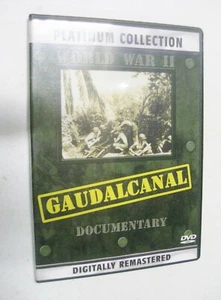 PLATINUM COLLECTION
WORLD WAR II
GAUDALCANAL
DOCUMENTARY
DVD
DIGITALLY REMASTERED